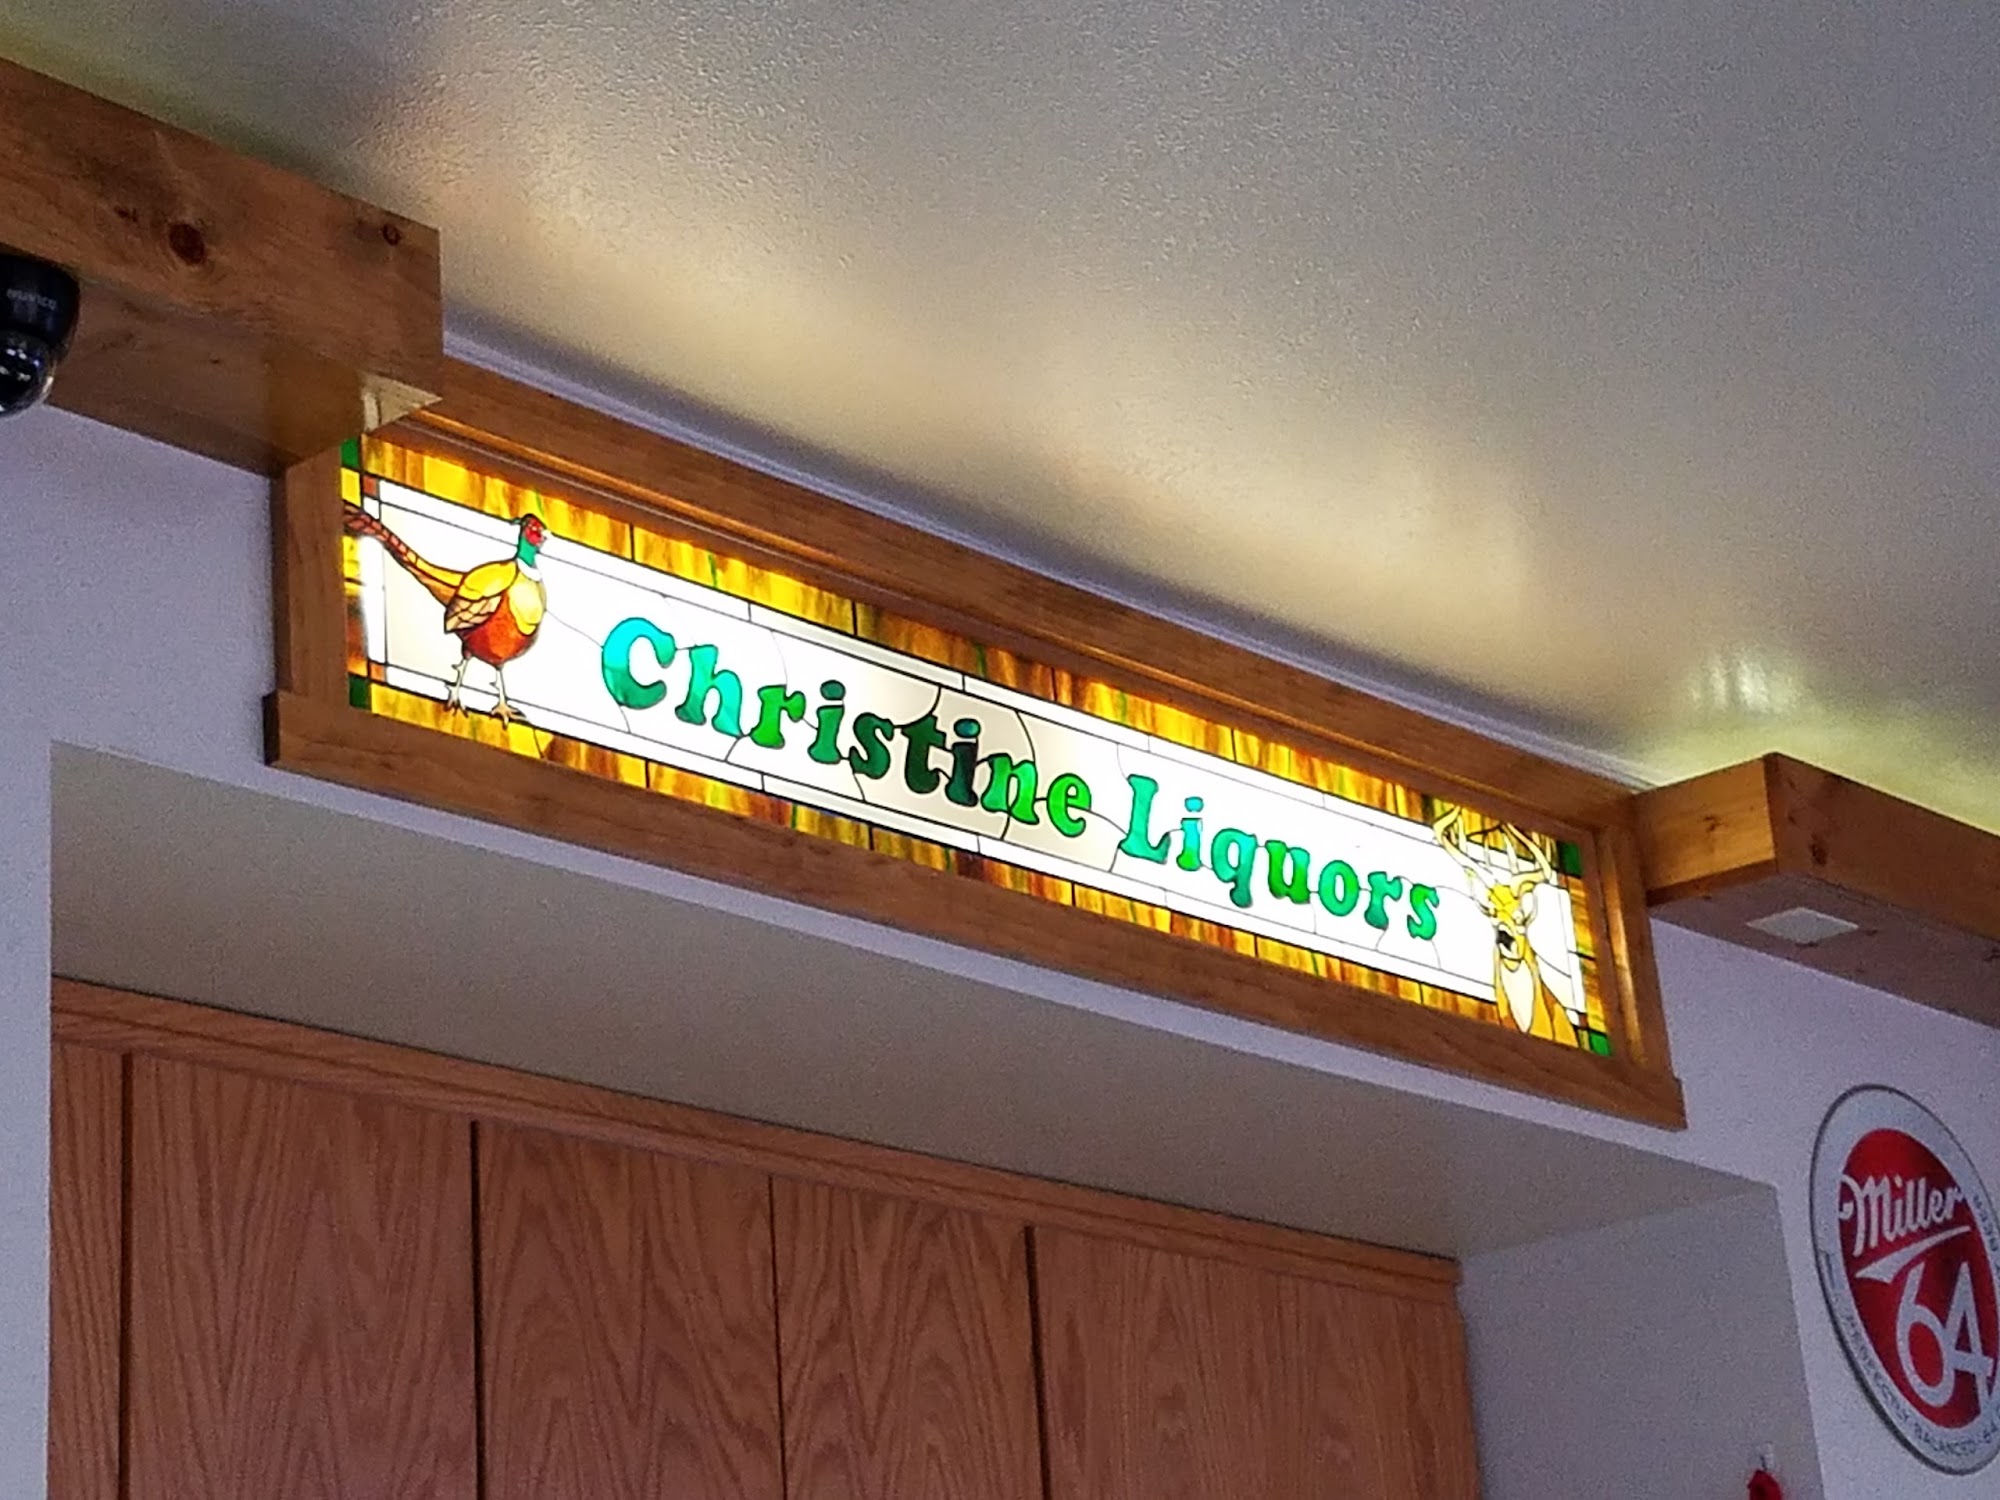 Christine Liquors
Miller
64